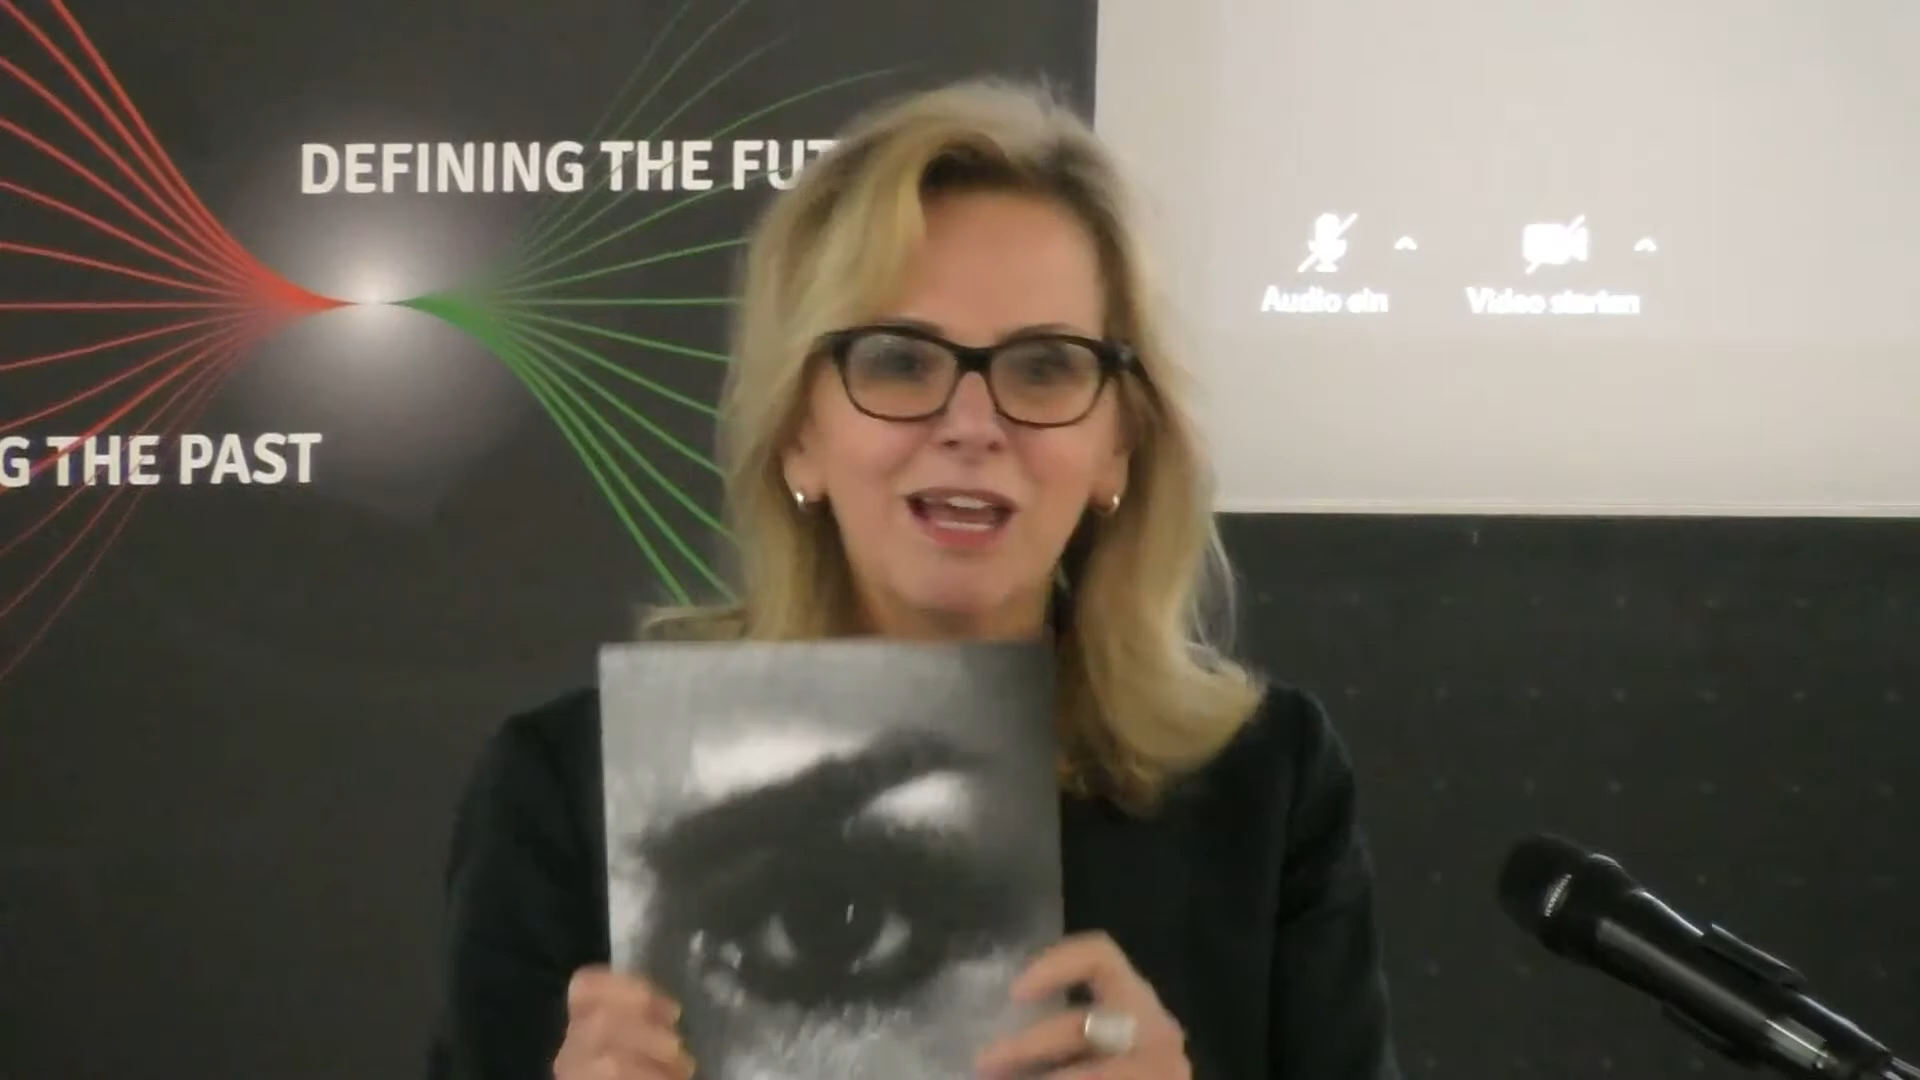 DEFINING THE FUT
G THE PAST
Audio ein
Video starten